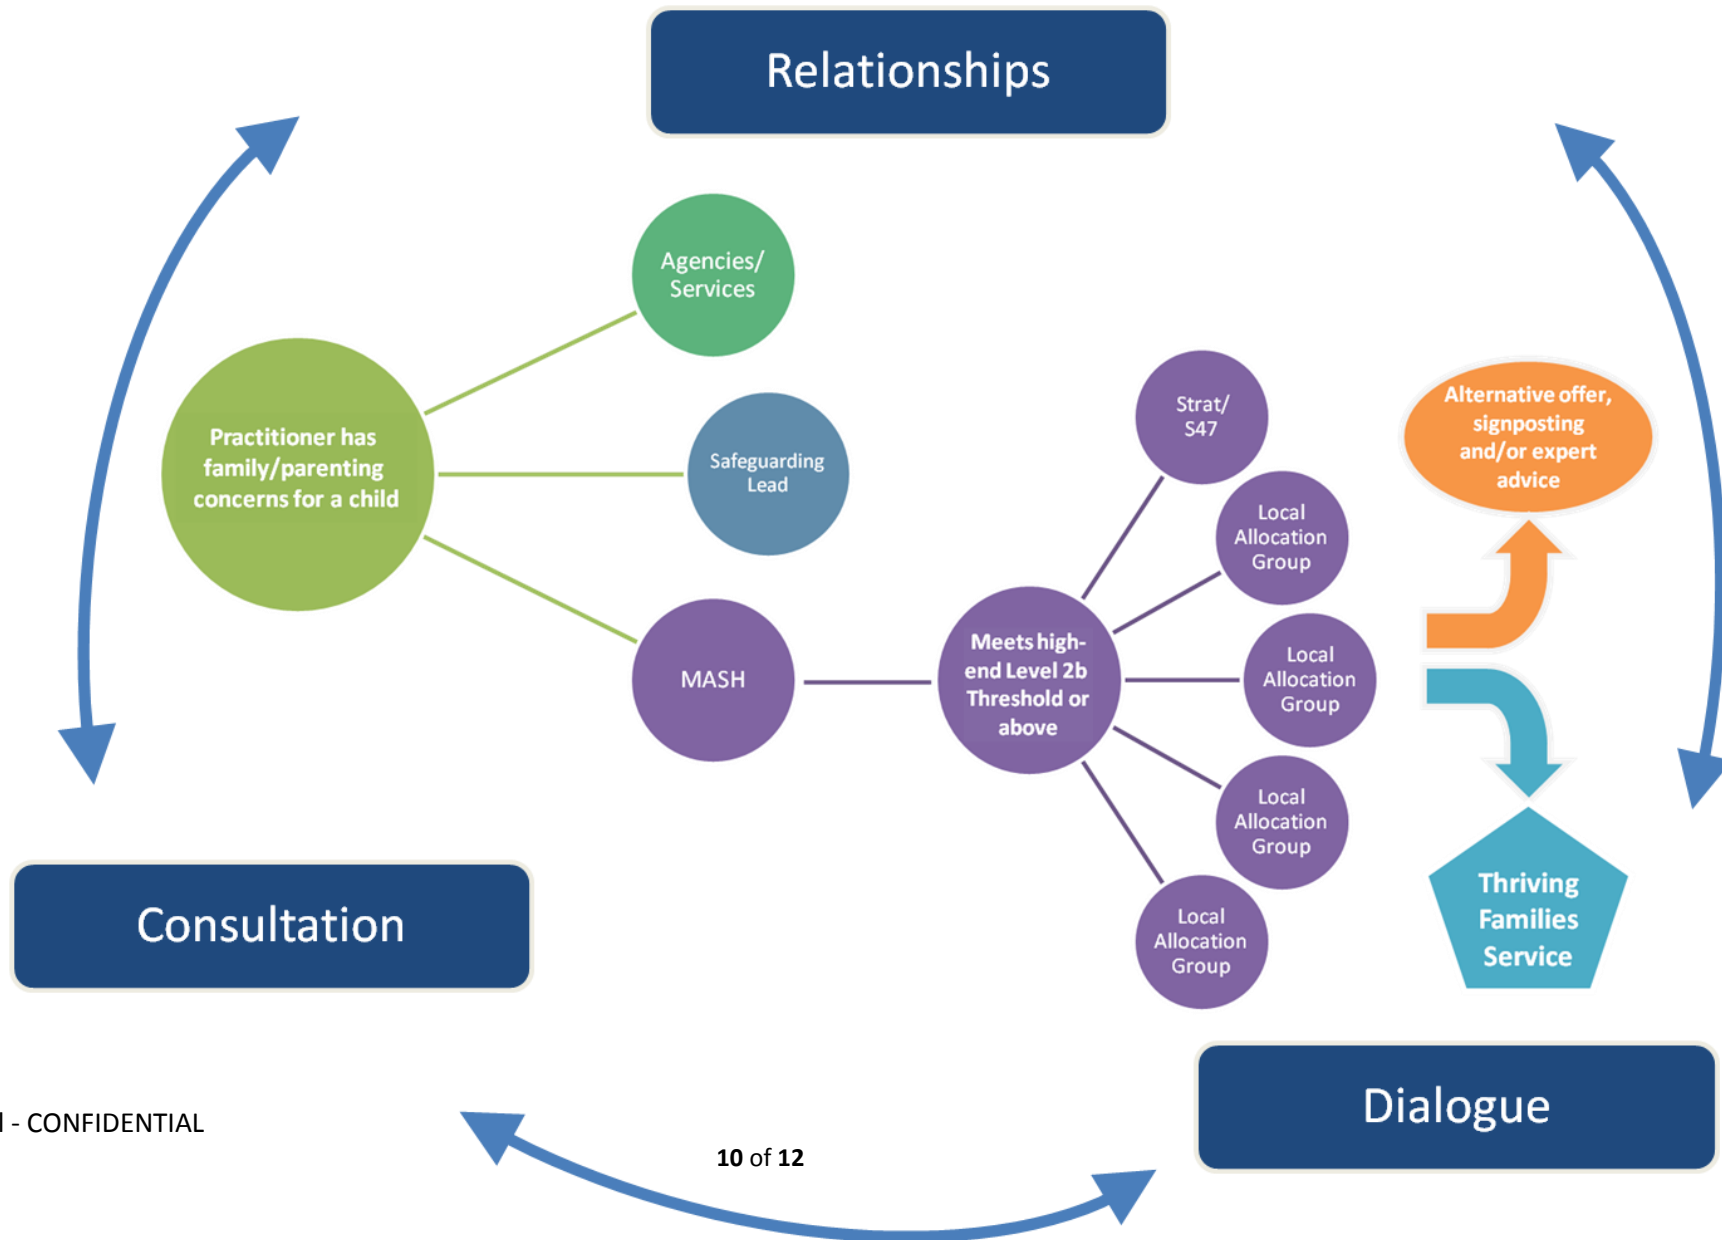 Relationships
Agencies/
Services
Practitioner has
family/parenting
concerns for a child
Safeguarding
Lead
MASH
Meets high-
end Level 2b
Threshold or
above
Strat/
S47
Local
Allocation
Group
Local
Allocation
Group
Local
Allocation
Group
Local
Allocation
Group
Alternative offer,
signposting
and/or expert
advice
Thriving
Families
Service
Consultation
Dialogue
- CONFIDENTIAL
10 of 12